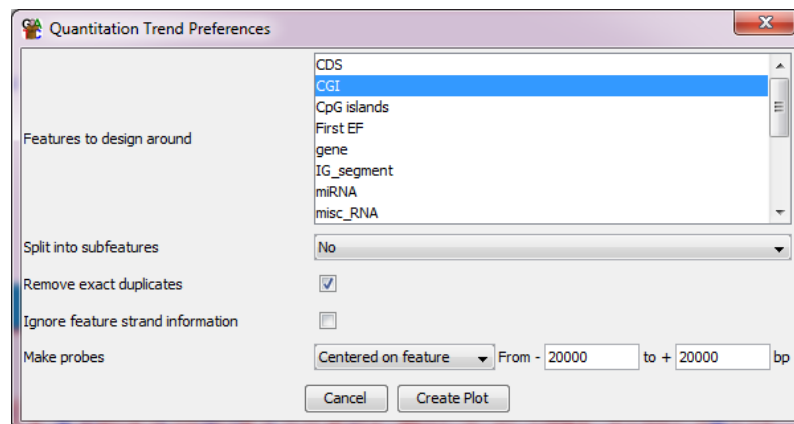 Quantitation Trend Preferences
Features to design around
CDS
CGI
CpG islands
First EF
gene
IG_segment
miRNA
misc_RNA
Split into subfeatures No
Remove exact duplicates
Ignore feature strand information
Make probes Centered on feature From - 20000 to + 20000 bp
Cancel Create Plot